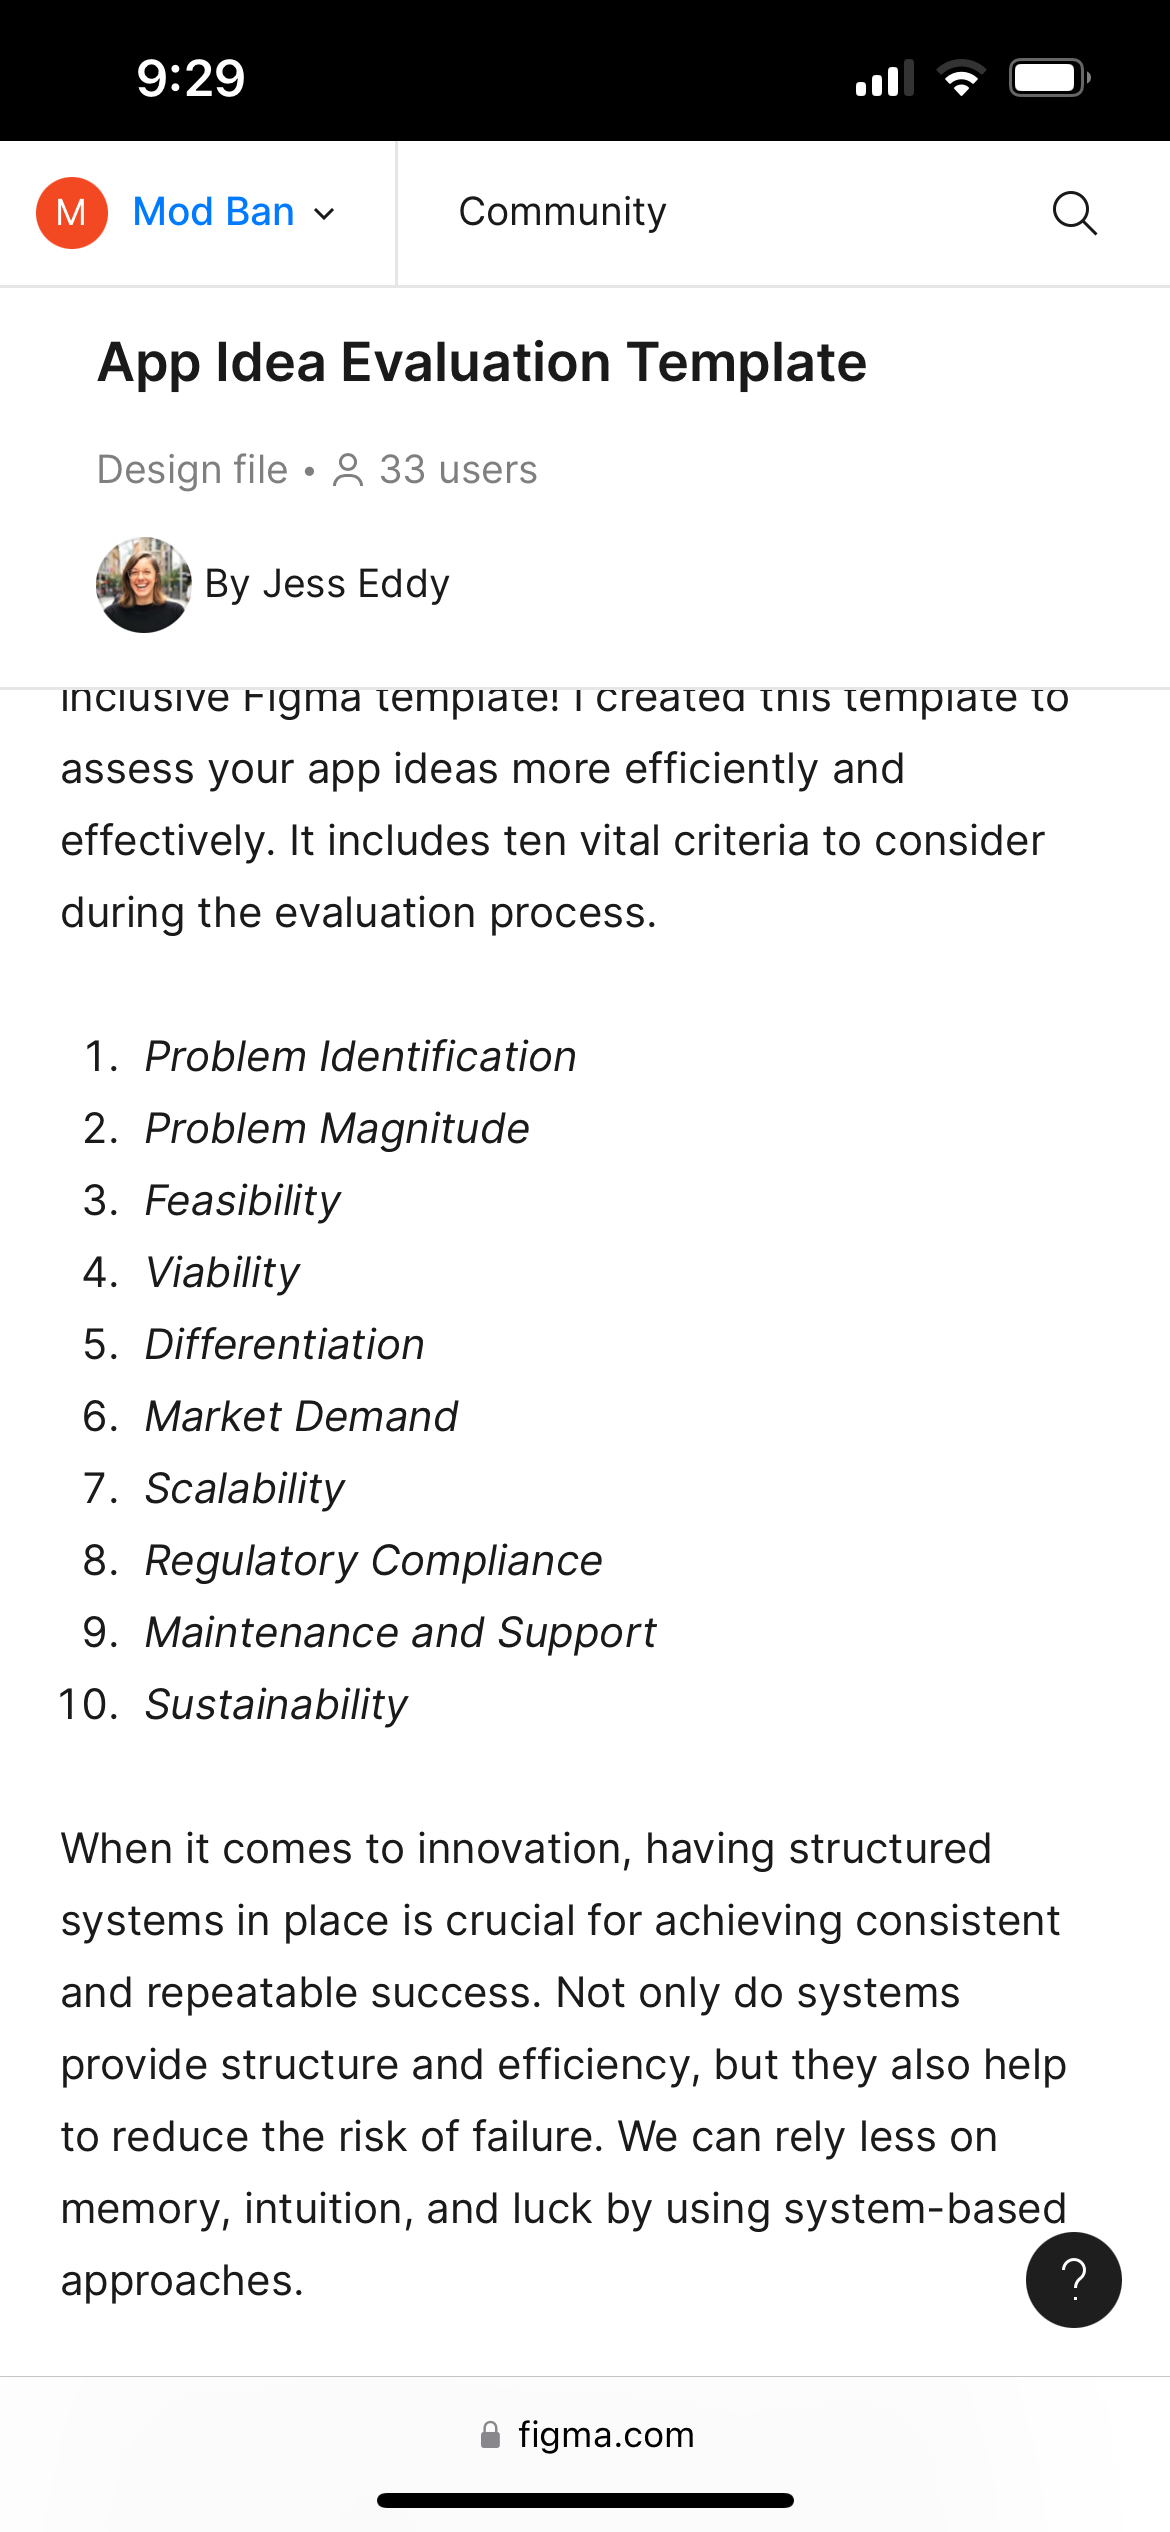 9:29
M Mod Ban Community
App Idea Evaluation Template
Design file • 33 users
By Jess Eddy
inclusive Figma template! I created this template to
assess your app ideas more efficiently and
effectively. It includes ten vital criteria to consider
during the evaluation process.
1. Problem Identification
2. Problem Magnitude
3. Feasibility
4. Viability
5. Differentiation
6. Market Demand
7. Scalability
8. Regulatory Compliance
9. Maintenance and Support
10. Sustainability
When it comes to innovation, having structured
systems in place is crucial for achieving consistent
and repeatable success. Not only do systems
provide structure and efficiency, but they also help
to reduce the risk of failure. We can rely less on
memory, intuition, and luck by using system-based
approaches.
?
figma.com